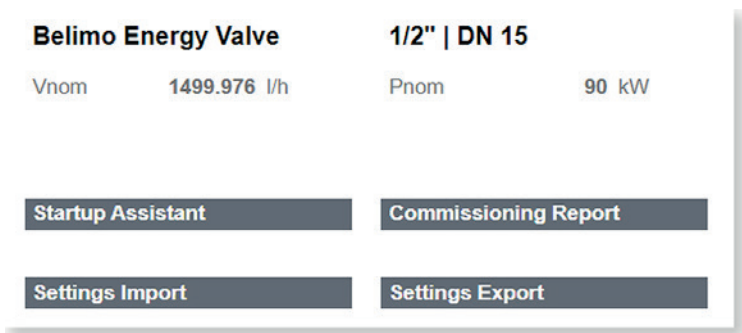 Belimo Energy Valve 1/2" | DN 15
Vnom 1499.976 l/h Pnom 90 kW
Startup Assistant Commissioning Report
Settings Import Settings Export